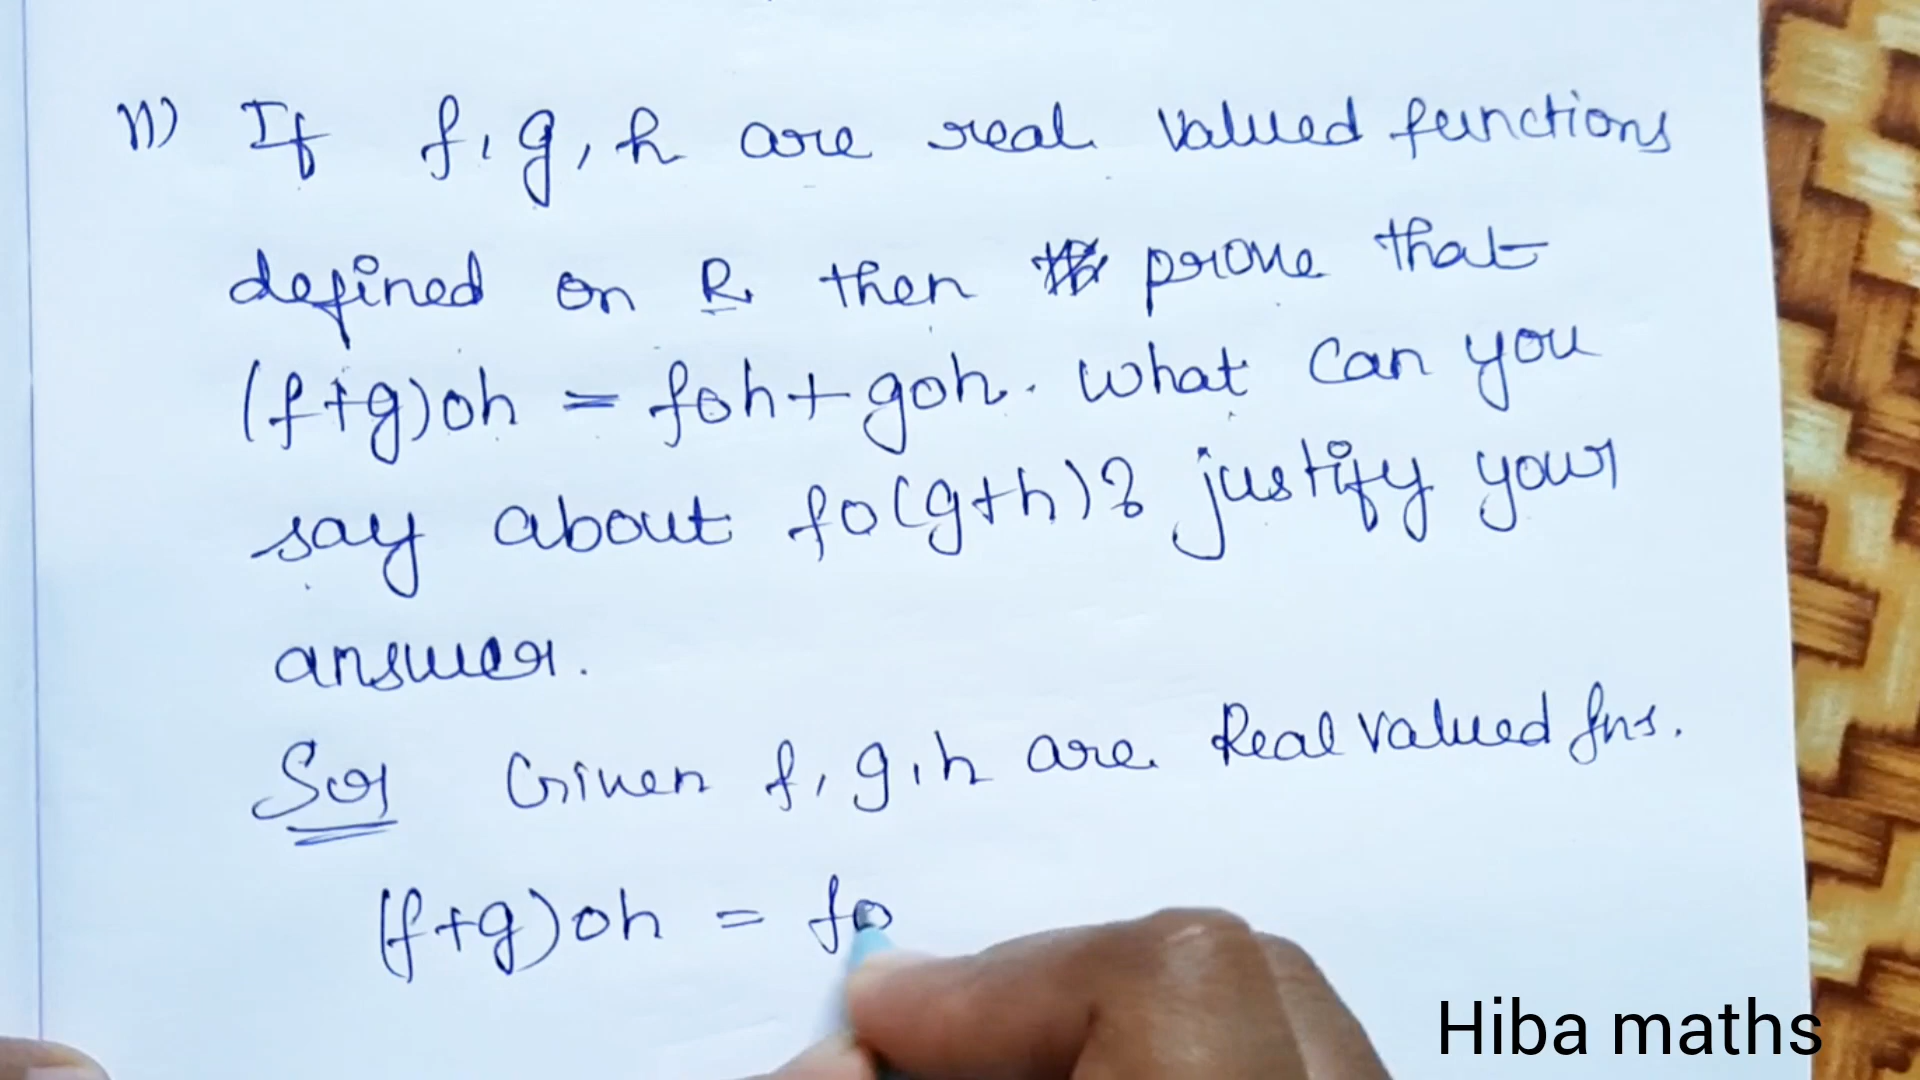 11) If f, g, h are real valued functions
defined on R then prove that
(f+g)oh = foh+goh. What can you
say about fo(g+h)? justify your
answer.
Sol Given f, g, h are Real valued fns.
(f+g)oh = fo
Hiba maths